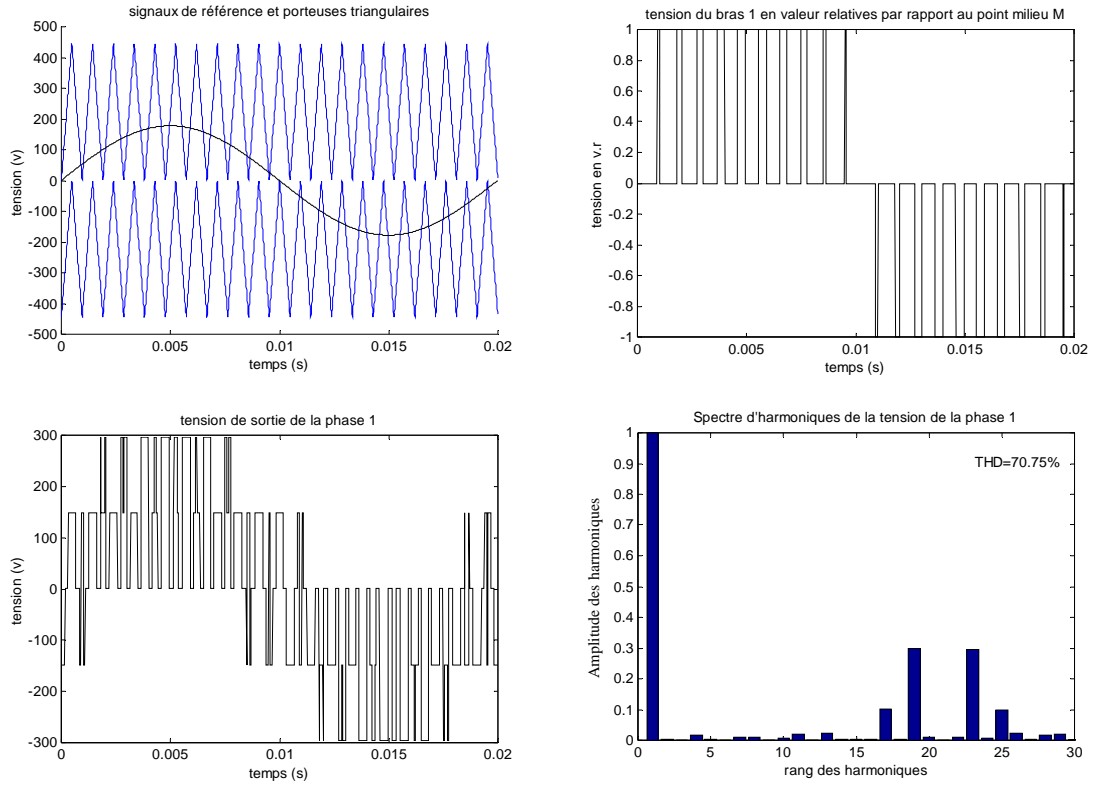 signaux de référence et porteuses triangulaires
500
400
300
200
100
0
-100
-200
-300
-400
-500
tension (v)
0 0.005 0.01 0.015 0.02
temps (s)
tension du bras 1 en valeur relatives par rapport au point milieu M
1
0.8
0.6
0.4
0.2
0
-0.2
-0.4
-0.6
-0.8
-1
tension en v.r
0 0.005 0.01 0.015 0.02
temps (s)
tension de sortie de la phase 1
300
200
100
0
-100
-200
-300
tension (v)
0 0.005 0.01 0.015 0.02
temps (s)
Spectre d'harmoniques de la tension de la phase 1
THD=70.75%
1
0.9
0.8
0.7
0.6
0.5
0.4
0.3
0.2
0.1
0
Amplitude des harmoniques
0 5 10 15 20 25 30
rang des harmoniques